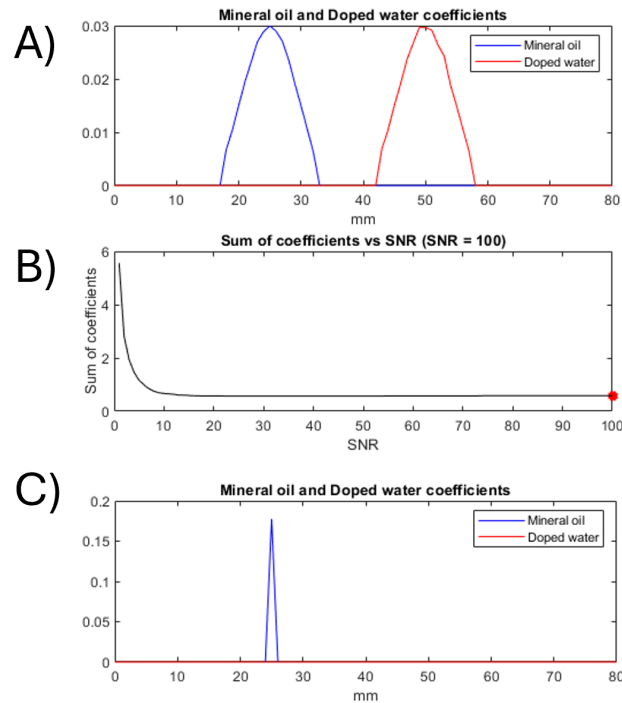 A)
Mineral oil and Doped water coefficients
0.03
0.02
0.01
0
Mineral oil
Doped water
0 10 20 30 40 50 60 70 80
mm
B)
Sum of coefficients vs SNR (SNR = 100)
Sum of coefficients
6
4
2
0
0 10 20 30 40 50 60 70 80 90 100
SNR
C)
Mineral oil and Doped water coefficients
0.2
0.15
0.1
0.05
0
Mineral oil
Doped water
0 10 20 30 40 50 60 70 80
mm